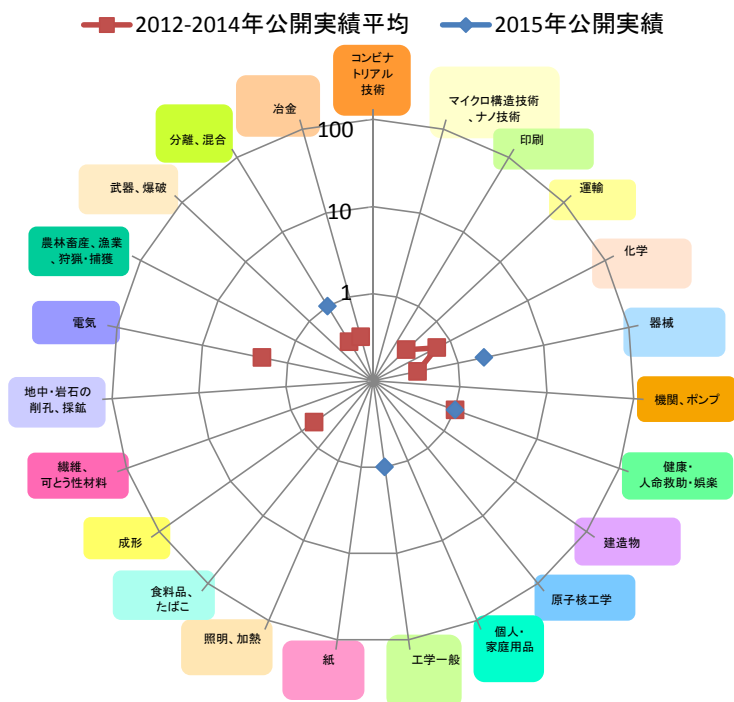 2012-2014年公開実績平均
2015年公開実績
コンビナ
トリアル
技術
マイクロ構造技術
、ナノ技術
印刷
運輸
化学
器械
機関、ポンプ
健康・
人命救助・娯楽
建造物
原子核工学
個人・
家庭用品
工学一般
紙
照明、加熱
食料品、
たばこ
成形
繊維、
可とう性材料
地中・岩石の
削孔、採鉱
電気
農林畜産、漁業
、狩猟・捕獲
武器、爆破
分離、混合
冶金
100
10
1